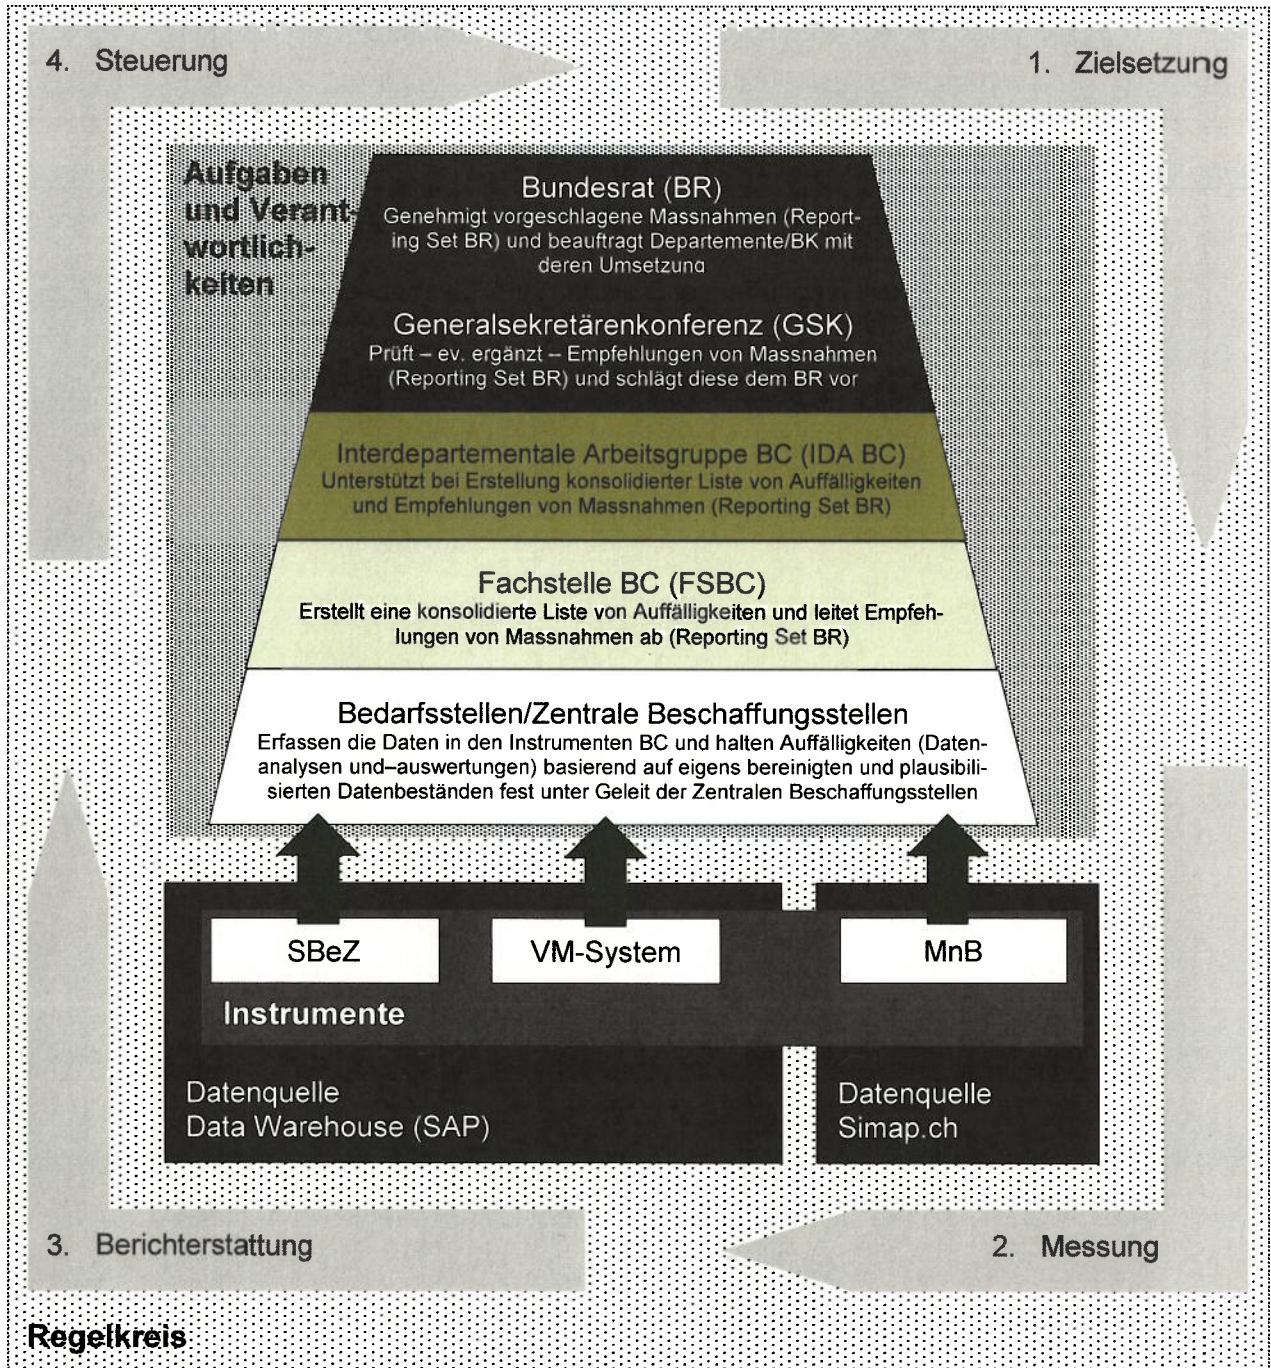 4. Steuerung
1. Zielsetzung
Aufgaben
und Verant-
wortlich-
keiten
Bundesrat (BR)
Genehmigt vorgeschlagene Massnahmen (Report-
ing Set BR) und beauftragt Departemente/BK mit
deren Umsetzung
Generalsekretärenkonferenz (GSK)
Prüft – ev. ergänzt – Empfehlungen von Massnahmen
(Reporting Set BR) und schlägt diese dem BR vor
Interdepartementale Arbeitsgruppe BC (IDA BC)
Unterstützt bei Erstellung konsolidierter Liste von Auffälligkeiten
und Empfehlungen von Massnahmen (Reporting Set BR)
Fachstelle BC (FSBC)
Erstellt eine konsolidierte Liste von Auffälligkeiten und leitet Empfeh-
lungen von Massnahmen ab (Reporting Set BR)
Bedarfsstellen/Zentrale Beschaffungsstellen
Erfassen die Daten in den Instrumenten BC und halten Auffälligkeiten (Daten-
analysen und–auswertungen) basierend auf eigens bereinigten und plausibili-
sierten Datenbeständen fest unter Geleit der Zentralen Beschaffungsstellen
SBeZ
VM-System
MnB
Instrumente
Datenquelle
Data Warehouse (SAP)
Datenquelle
Simap.ch
3. Berichterstattung
2. Messung
Regelkreis